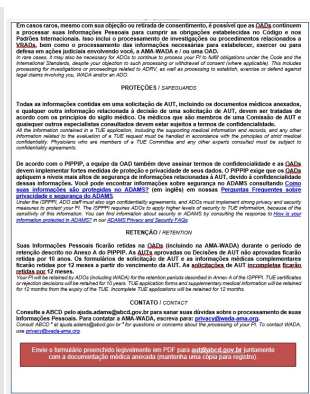 Em casos raros, mesmo com sua objeção ou retirada de consentimento, é possível que as OADs continuem
a processar suas Informações Pessoais para cumprir as obrigações estabelecidas no Código e nos
Padrões Internacionais. Isso inclui o processo de investigações ou procedimentos relacionados a
VRADs, bem como o processamento das informações necessárias para estabelecer, exercer ou para
defesa em ações judiciais envolvendo você, a AMA-WADA e / ou uma OAD.
In rare cases, it may also be necessary for ADOs to continue to process your PI to fulfill obligations under the Code and the
International Standards, despite your objection to such processing or withdrawal of consent (where applicable). This includes
processing for investigations or proceedings related to ADRV, as well as processing to establish, exercise or defend against
legal claims involving you, WADA and/or an ADO.
PROTEÇÕES / SAFEGUARDS
Todas as informações contidas em uma solicitação de AUT, incluindo os documentos médicos anexados,
e qualquer outra informação relacionada à decisão de uma solicitação de AUT, devem ser tratadas de
acordo com os princípios do sigilo médico. Os médicos que são membros de uma Comissão de AUT e
quaisquer outros especialistas consultados devem estar sujeitos a termos de confidencialidade.
All the information contained in a TUE application, including the supporting medical information and records, and any other
information related to the evaluation of a TUE request must be handled in accordance with the principles of strict medical
confidentiality. Physicians who are members of a TUE Committee and any other experts consulted must be subject to
confidentiality agreements.
De acordo com o PIPPIP, a equipe da OAD também deve assinar termos de confidencialidade e as OADs
devem implementar fortes medidas de proteção e privacidade de seus dados. O PIPPIP exige que as OADs
apliquem a níveis mais altos de segurança de informações relacionadas à AUT, devido à confidencialidade
dessas informações. Você pode encontrar informações sobre segurança no ADAMS consultando Como
suas informações são protegidas no ADAMS? (em inglês) em nossas Perguntas Frequentes sobre
privacidade e segurança do ADAMS.
Under the ISPPPI, ADO staff must also sign confidentiality agreements, and ADOs must implement strong privacy and security
measures to protect your PI. The ISPPPI requires ADOs to apply higher levels of security to TUE information, because of the
sensitivity of this information. You can find information about security in ADAMS by consulting the response to How is your
information protected in ADAMS? in our ADAMS Privacy and Security FAQs.
RETENÇÃO / RETENTION
Suas Informações Pessoais ficarão retidas na OADs (incluindo na AMA-WADA) durante o período de
retenção descrito no Anexo A do PIPPIP. As AUTs aprovadas ou Decisões de AUT não aprovadas ficarão
retidas por 10 anos. Os formulários de solicitação de AUT e as informações médicas complementares
ficarão retidas por 12 meses a partir do vencimento da AUT. As solicitações de AUT incompletas ficarão
retidas por 12 meses.
Your PI will be retained by ADOs (including WADA) for the retention periods described in Annex A of the ISPPPI. TUE certificates
or rejection decisions will be retained for 10 years. TUE application forms and supplementary medical information will be retained
for 12 months from the expiry of the TUE. Incomplete TUE applications will be retained for 12 months.
CONTATO / CONTACT
Consulte a ABCD pelo ajuda.adams@abcd.gov.br para sanar suas dúvidas sobre o processamento de suas
Informações Pessoais. Para contatar a AMA-WADA, escreva para: privacy@wada-ama.org.
Consult ABCD " at ajuda.adams@abcd.gov.br " for questions or concerns about the processing of your PI. To contact WADA,
use privacy@wada-ama.org.
Envie o formulário preenchido legivelmente em PDF para aut@abcd.gov.br juntamente
com a documentação médica anexada (mantenha uma cópia para registro).